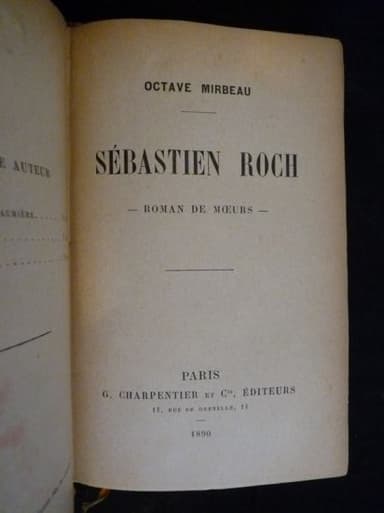 E AUTEUR
AUMIÈRE
OCTAVE MIRBEAU
SÉBASTIEN ROCH
— ROMAN DE MŒURS —
PARIS
G. CHARPENTIER ET Cie, ÉDITEURS
11, RUE DE GRENELLE, 11
1890